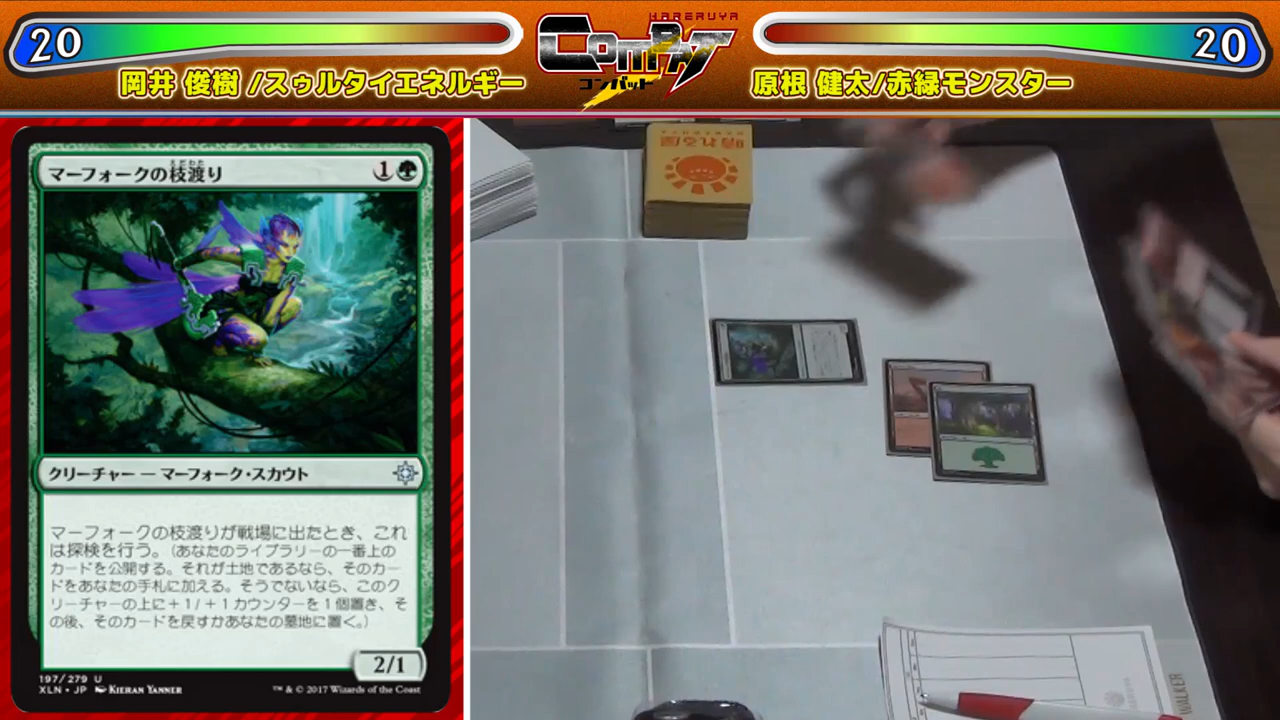 20
HARERUYA
COMBAT
コンバット
20
岡井 俊樹 /スゥルタイエネルギー
原根 健太/赤緑モンスター
マーフォークの枝渡り
えだわた
1
クリーチャー — マーフォーク・スカウト
マーフォークの枝渡りが戦場に出たとき、これ
は探検を行う。(あなたのライブラリーの一番上の
カードを公開する。それが土地であるなら、そのカー
ドをあなたの手札に加える。そうでないなら、このク
リーチャーの上に+1/+1カウンターを1個置き、そ
の後、そのカードを戻すかあなたの墓地に置く。)
2/1
197/279 U
XLN • JP KIERAN YANNER
™ & © 2017 Wizards of the Coast
晴れる屋
WALKER